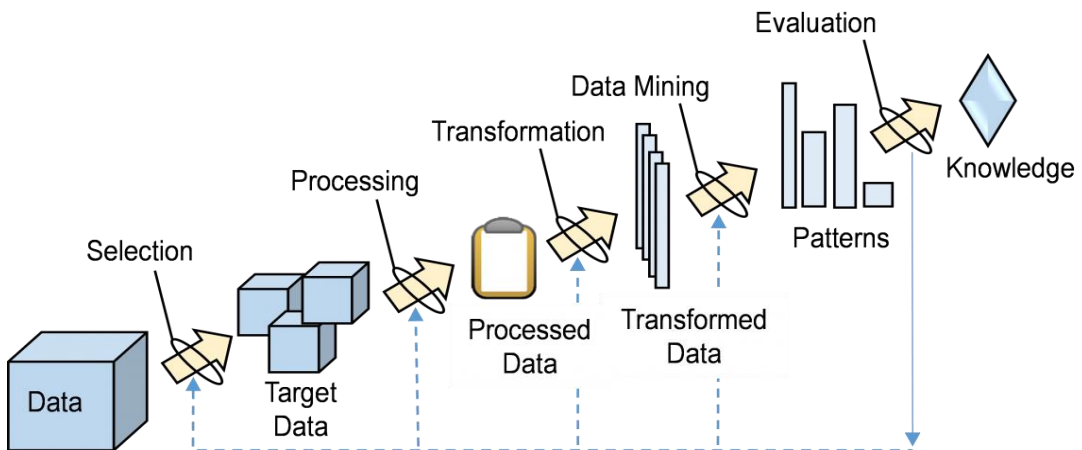 Evaluation
Data Mining
Transformation
Knowledge
Processing
Patterns
Selection
Processed
Data
Transformed
Data
Data
Target
Data